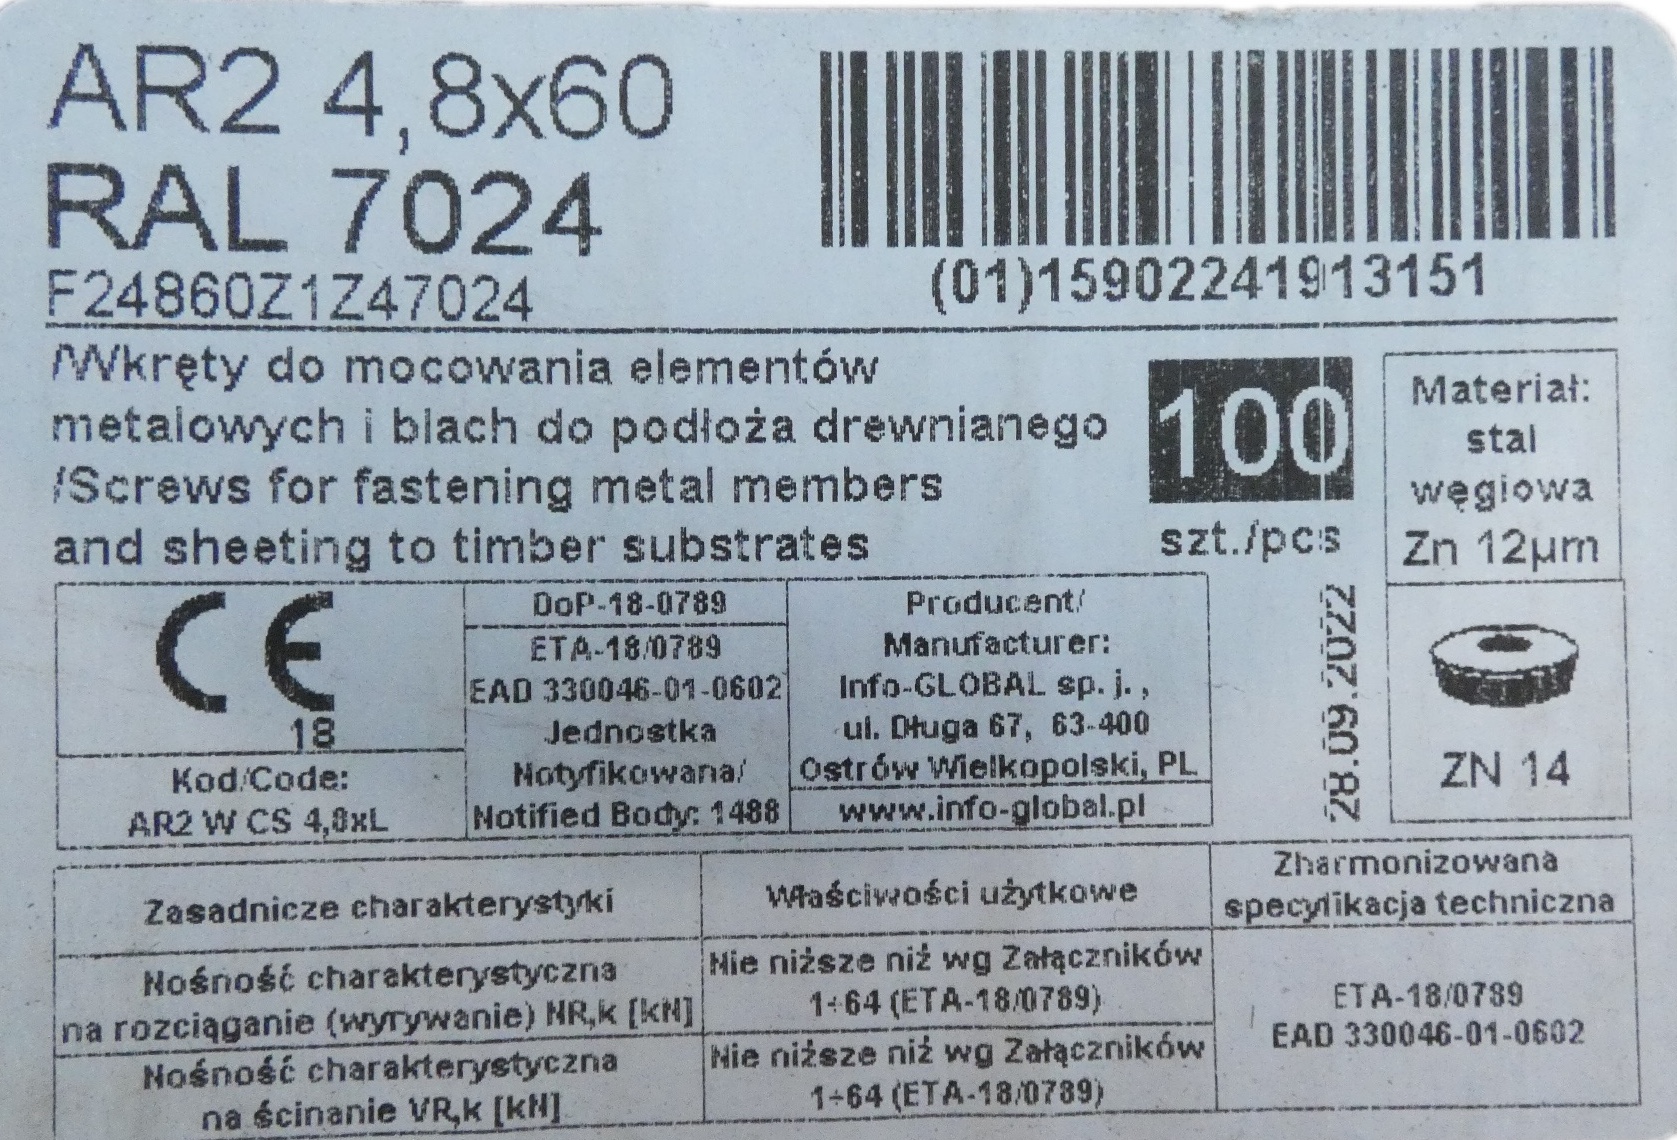 AR2 4,8x60
RAL 7024
F24860Z1Z47024
(01)15902241913151
/Wkręty do mocowania elementów
metalowych i blach do podłoża drewnianego
/Screws for fastening metal members
and sheeting to timber substrates
100
szt./pcs
Materiał:
stal
węglowa
Zn 12µm
CE
18
Kod/Code:
AR2 W CS 4,8xL
DoP-18-0789
ETA-18/0789
EAD 330046-01-0602
Jednostka
Notyfikowana/
Notified Body: 1488
Producent/
Manufacturer:
Info-GLOBAL sp. j. ,
ul. Długa 67, 63-400
Ostrów Wielkopolski, PL
www.info-global.pl
28.09.2022
ZN 14
Zasadnicze charakterystyki
Właściwości użytkowe
Zharmonizowana
specyfikacja techniczna
Nośność charakterystyczna
na rozciąganie (wyrywanie) NR,k [kN]
Nie niższe niż wg Załączników
1÷64 (ETA-18/0789)
ETA-18/0789
EAD 330046-01-0602
Nośność charakterystyczna
na ścinanie VR,k [kN]
Nie niższe niż wg Załączników
1÷64 (ETA-18/0789)